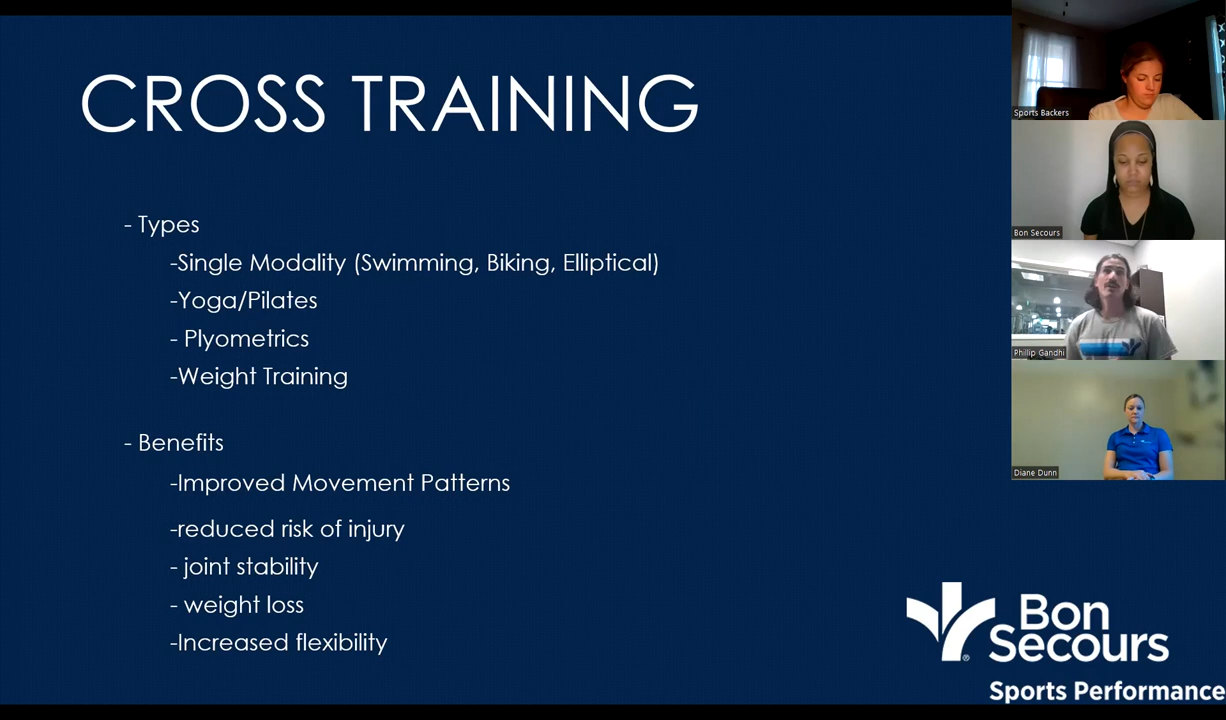 CROSS TRAINING
- Types
-Single Modality (Swimming, Biking, Elliptical)
-Yoga/Pilates
- Plyometrics
-Weight Training
- Benefits
-Improved Movement Patterns
-reduced risk of injury
- joint stability
- weight loss
-Increased flexibility
Sports Backers
Bon Secours
Phillip Gandhi
Diane Dunn
Bon
Secours
®
Sports Performance